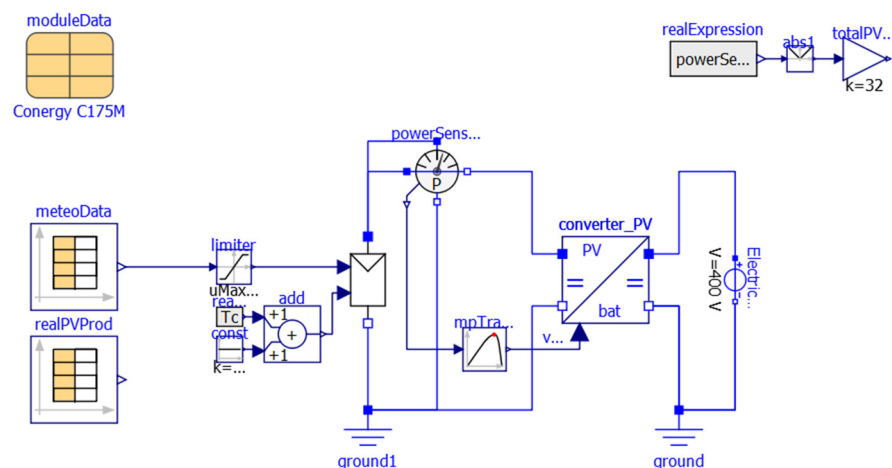 moduleData
Conergy C175M
realExpression
powerSe...
abs1
totalPV...
k=32
powerSens...
P
meteoData
limiter
uMax...
rea...
Tc
const
k=...
add
+1
+
+1
realPVProd
mpTra...
v...
converter_PV
PV
=
=
bat
V=400 V
+
-
Electric...
ground1
ground